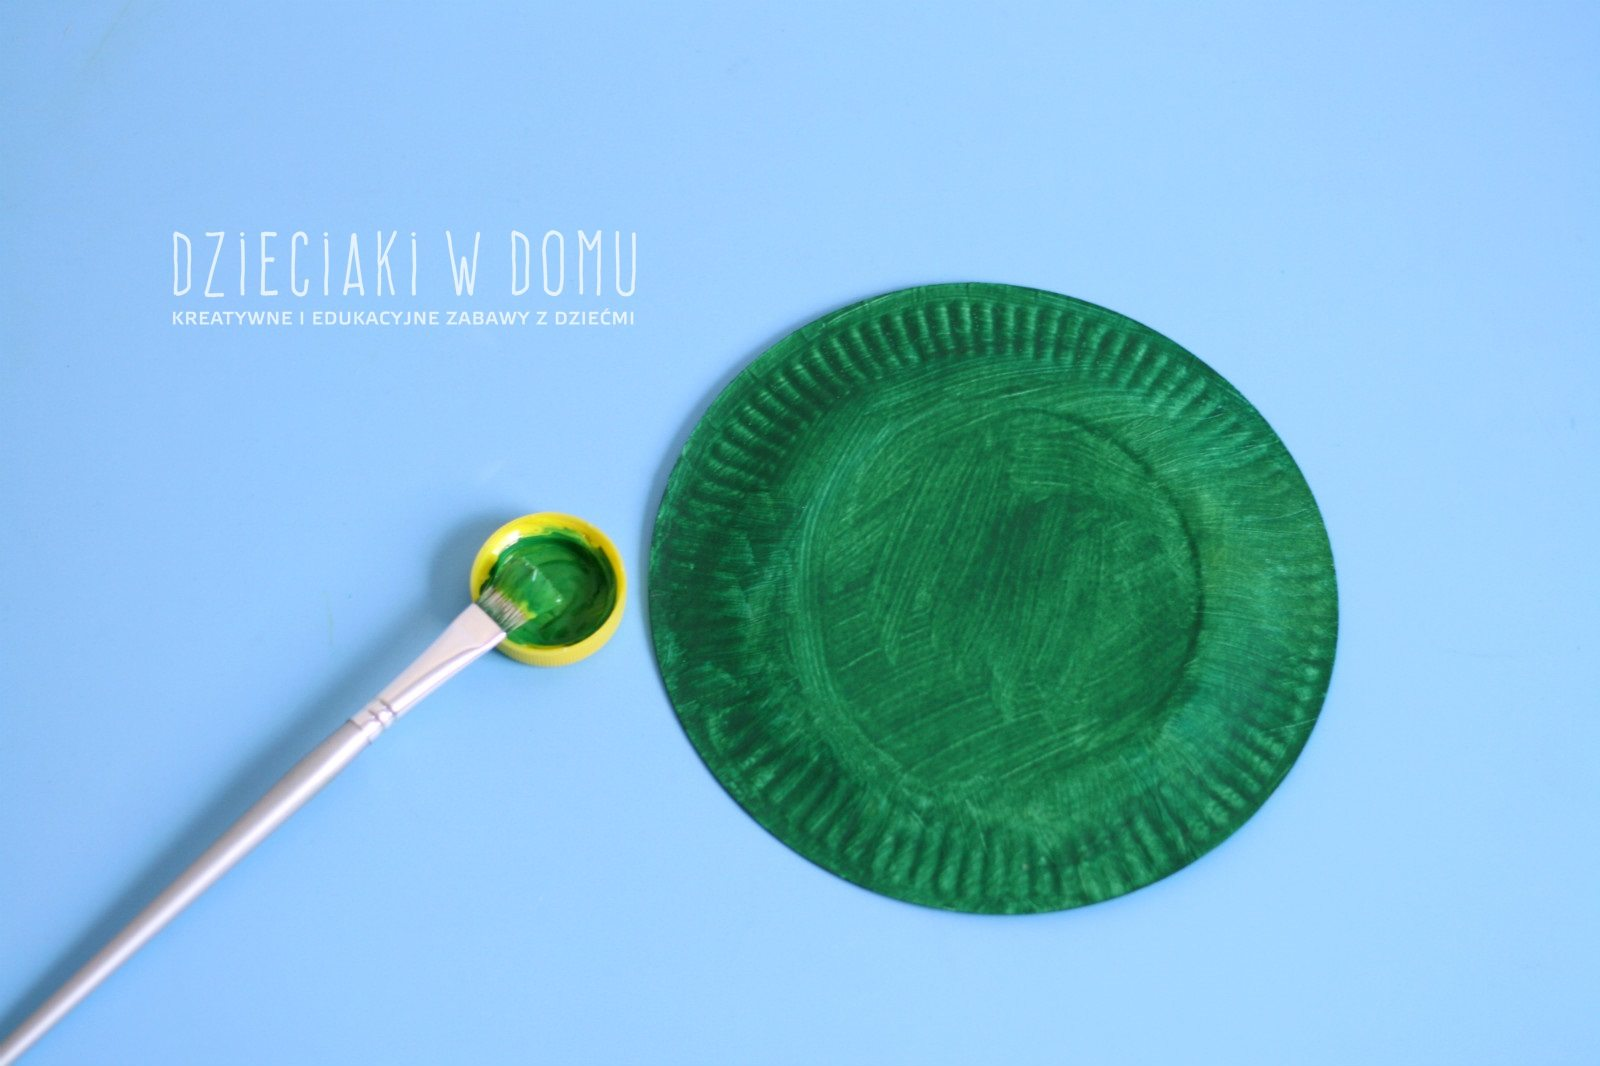 DZiECiAKi W DOMU
KREATYWNE I EDUKACYJNE ZABAWY Z DZIEĆMI